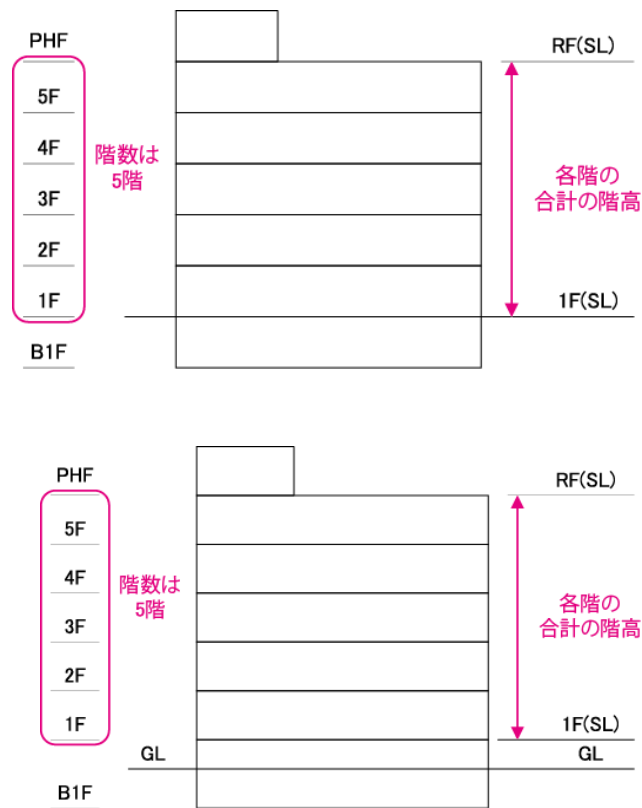 PHF
RF(SL)
5F
4F
階数は
5階
3F
各階の
合計の階高
2F
1F
1F(SL)
B1F
PHF
RF(SL)
5F
4F
階数は
5階
3F
各階の
合計の階高
2F
1F
1F(SL)
GL
GL
B1F